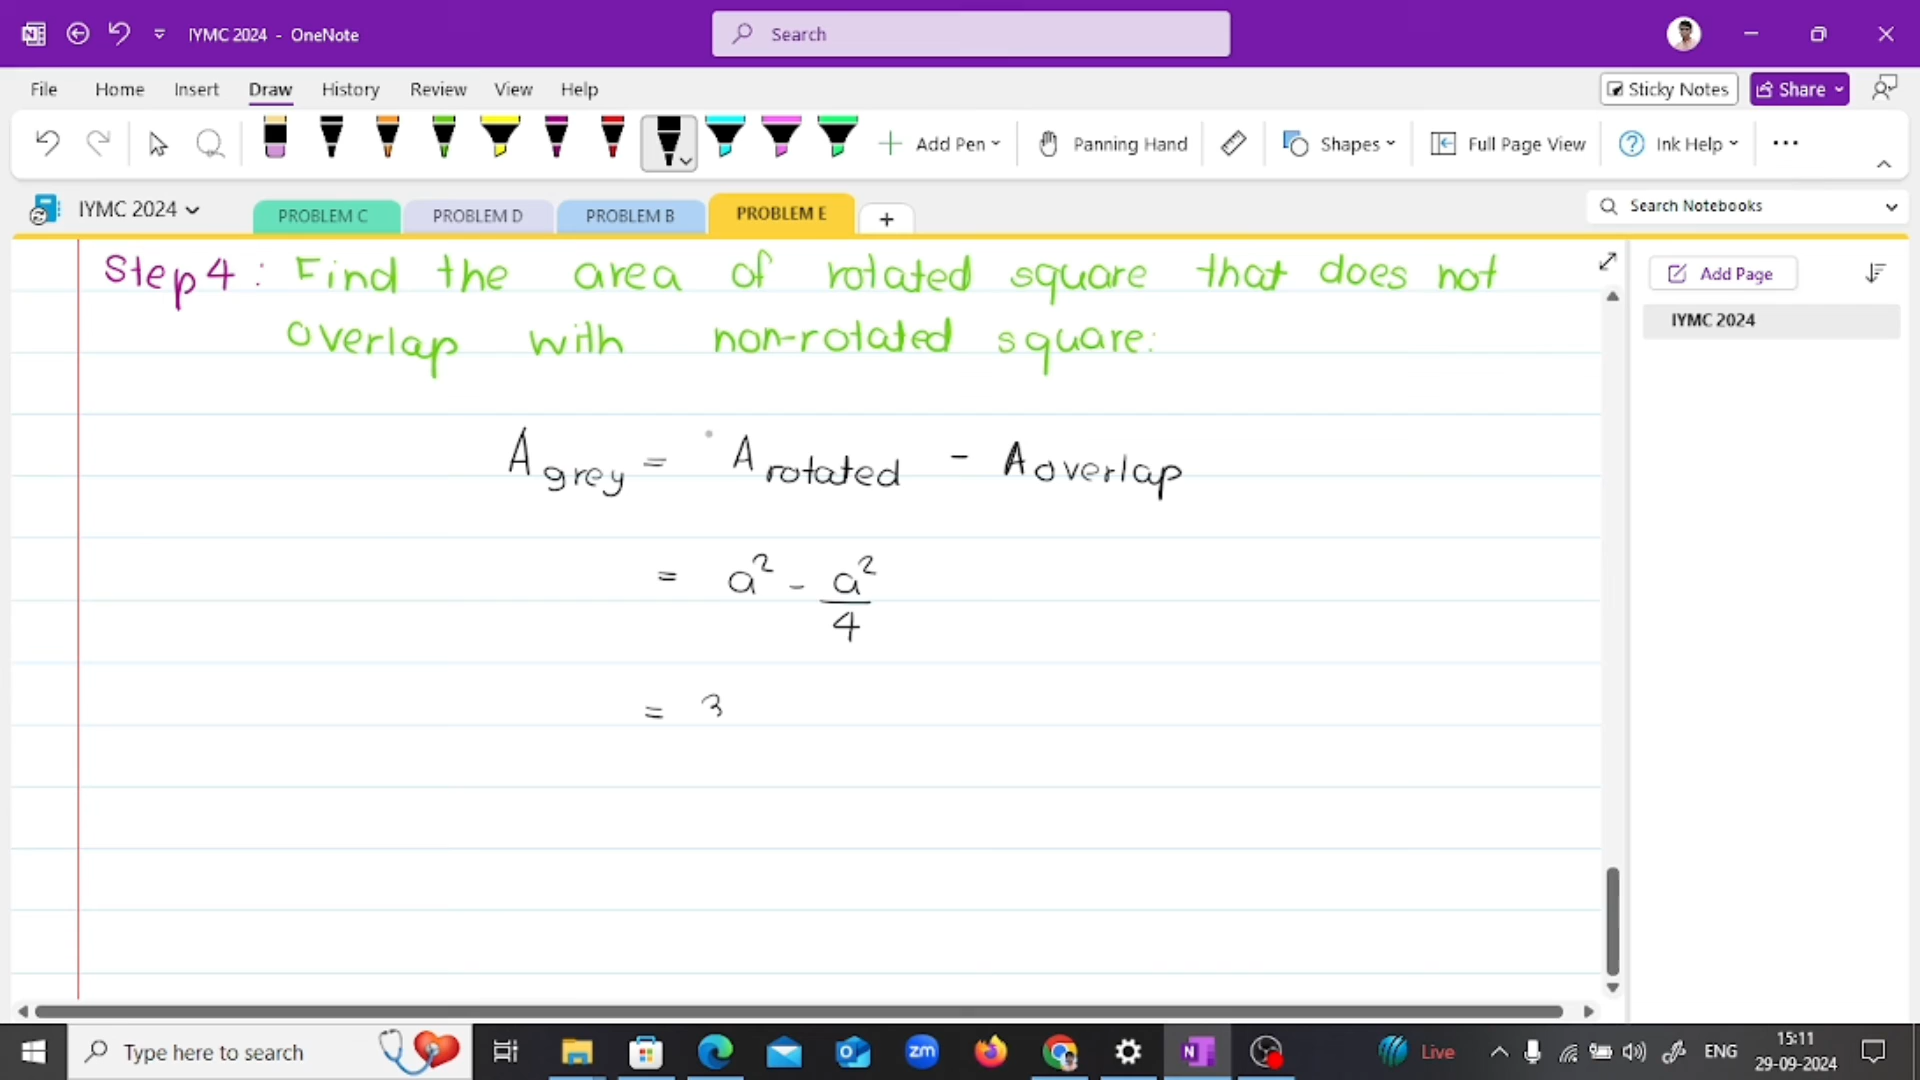 IYMC 2024 - OneNote
Search
File Home Insert Draw History Review View Help
Sticky Notes Share
Add Pen Panning Hand Shapes Full Page View Ink Help
IYMC 2024 PROBLEM C PROBLEM D PROBLEM B PROBLEM E + Search Notebooks
Add Page
IYMC 2024
Step 4 : Find the area of rotated square that does not
overlap with non-rotated square:
A grey = A rotated - A overlap
= a² - a²/4
= 3
Type here to search
zm
N
Live
ENG
15:11
29-09-2024